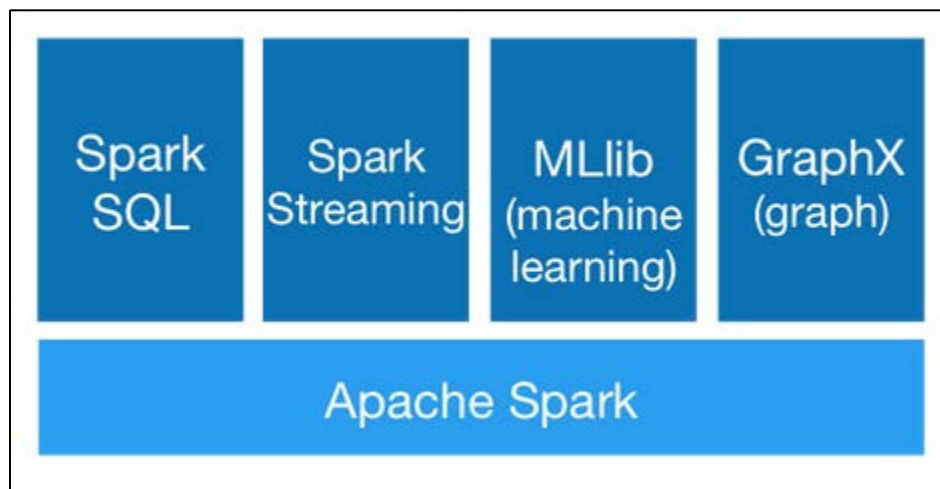 Spark
SQL
Spark
Streaming
MLlib
(machine
learning)
GraphX
(graph)
Apache Spark